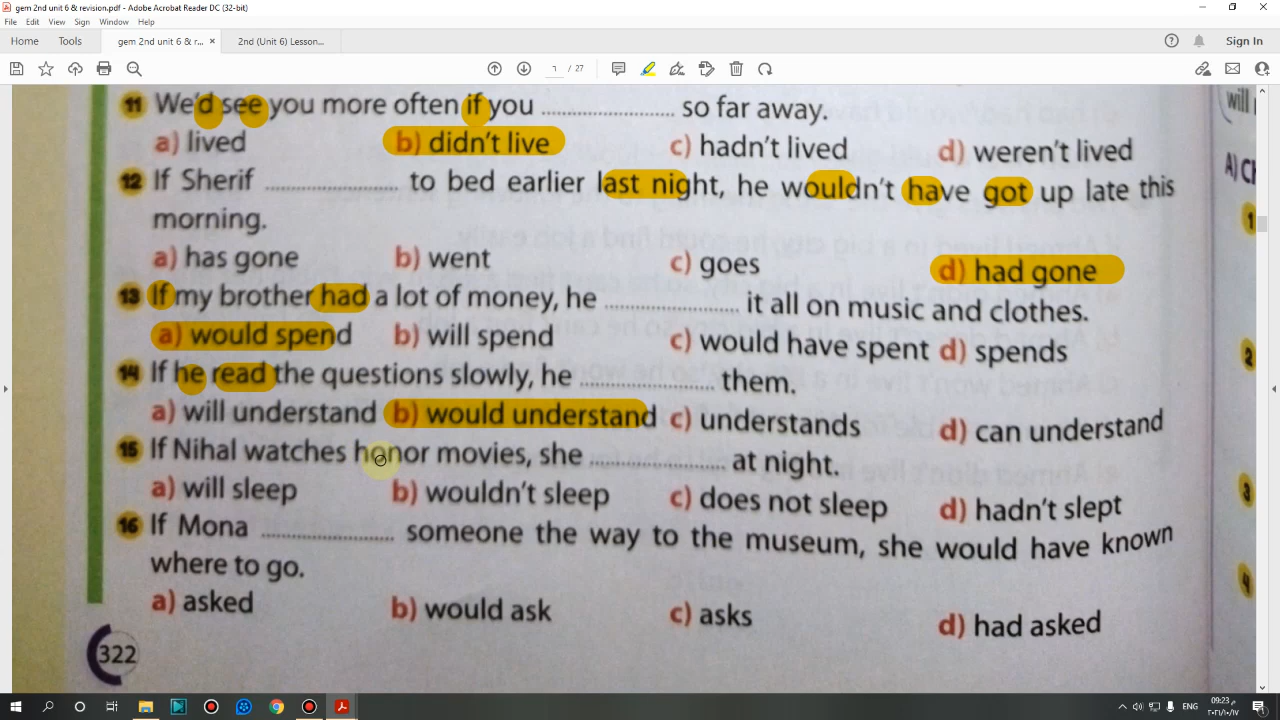 gem 2nd unit 6 & revision.pdf - Adobe Acrobat Reader DC (32-bit)
File Edit View Sign Window Help
Home Tools gem 2nd unit 6 & r... × 2nd (Unit 6) Lesson... Sign In
/ 27
11 We'd see you more often if you .............................. so far away.
a) lived b) didn't live c) hadn't lived d) weren't lived
12 If Sherif .............................. to bed earlier last night, he wouldn't have got up late this
morning.
a) has gone b) went c) goes d) had gone
13 If my brother had a lot of money, he .............................. it all on music and clothes.
a) would spend b) will spend c) would have spent d) spends
14 If he read the questions slowly, he .............................. them.
a) will understand b) would understand c) understands d) can understand
15 If Nihal watches honor movies, she .............................. at night.
a) will sleep b) wouldn't sleep c) does not sleep d) hadn't slept
16 If Mona .............................. someone the way to the museum, she would have known
where to go.
a) asked b) would ask c) asks d) had asked
322
will
A) Ch
1
2
3
4
ENG
09:23 م